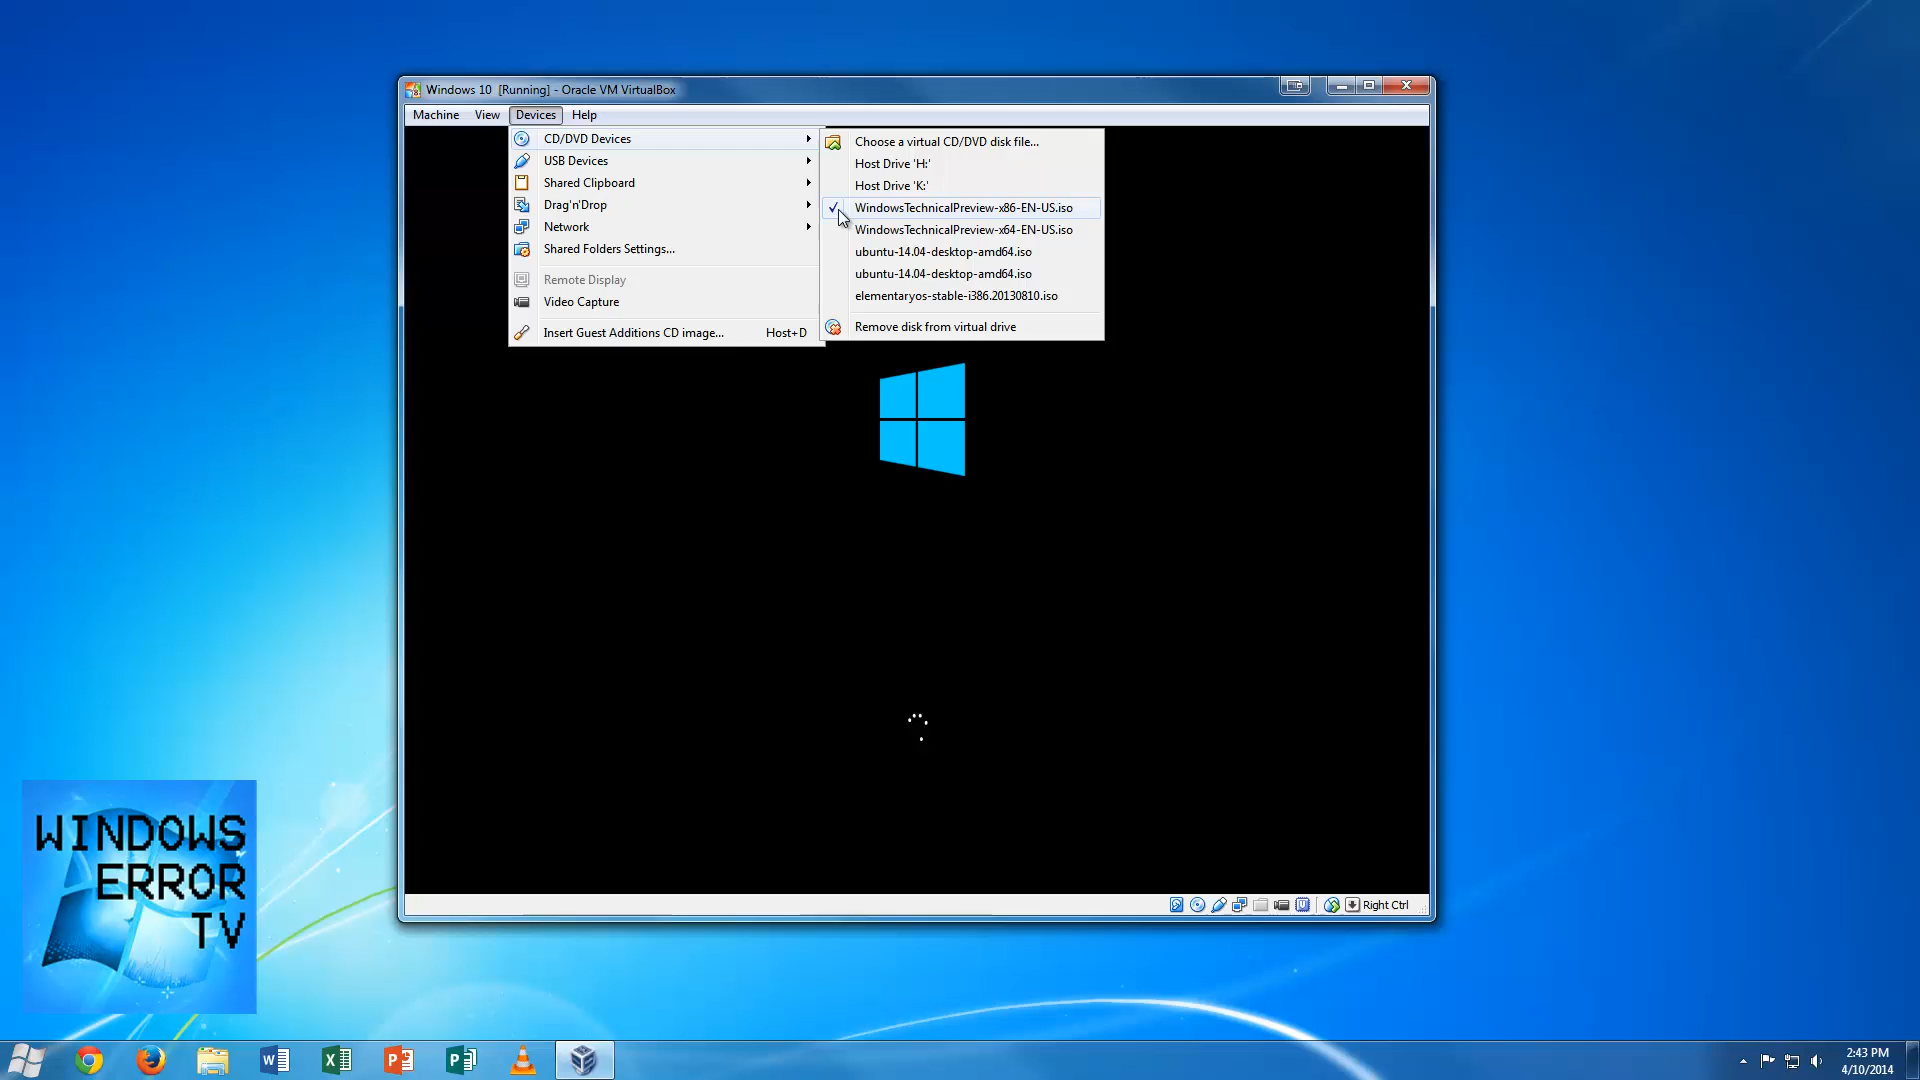 Windows 10 [Running] - Oracle VM VirtualBox
Machine View Devices Help
CD/DVD Devices
USB Devices
Shared Clipboard
Drag'n'Drop
Network
Shared Folders Settings...
Remote Display
Video Capture
Insert Guest Additions CD image... Host+D
Choose a virtual CD/DVD disk file...
Host Drive 'H:'
Host Drive 'K:'
WindowsTechnicalPreview-x86-EN-US.iso
WindowsTechnicalPreview-x64-EN-US.iso
ubuntu-14.04-desktop-amd64.iso
ubuntu-14.04-desktop-amd64.iso
elementaryos-stable-i386.20130810.iso
Remove disk from virtual drive
WINDOWS
ERROR
TV
Right Ctrl
2:43 PM
4/10/2014